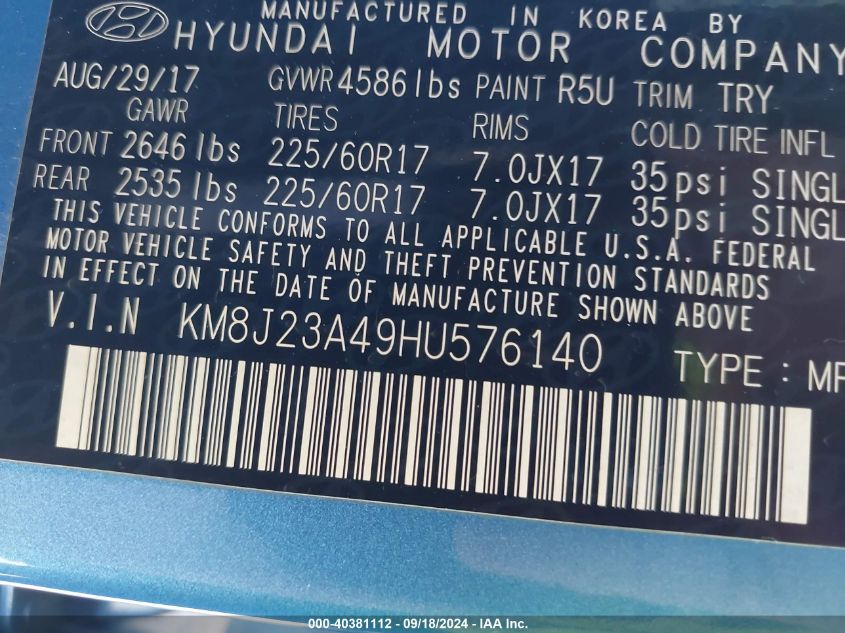 MANUFACTURED IN KOREA BY
HYUNDAI MOTOR COMPANY
AUG/29/17 GVWR 4586 lbs PAINT R5U TRIM TRY
GAWR TIRES RIMS COLD TIRE INFL
FRONT 2646 lbs 225/60R17 7.0JX17 35psi SINGL
REAR 2535 lbs 225/60R17 7.0JX17 35psi SINGL
THIS VEHICLE CONFORMS TO ALL APPLICABLE U.S.A. FEDERAL
MOTOR VEHICLE SAFETY AND THEFT PREVENTION STANDARDS
IN EFFECT ON THE DATE OF MANUFACTURE SHOWN ABOVE
V.I.N KM8J23A49HU576140 TYPE : MP
000-40381112 - 09/18/2024 - IAA Inc.